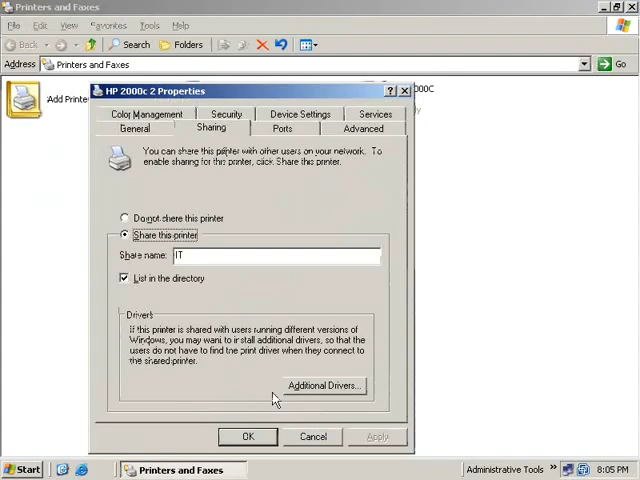 Printers and Faxes
File Edit View Favorites Tools Help
Back Search Folders
Address Printers and Faxes Go
Add Printe
HP 2000c 2 Properties
Color Management Security Device Settings Services
General Sharing Ports Advanced
You can share this printer with other users on your network. To
enable sharing for this printer, click Share this printer.
Do not share this printer
Share this printer
Share name: IT
List in the directory
Drivers
If this printer is shared with users running different versions of
Windows, you may want to install additional drivers, so that the
users do not have to find the print driver when they connect to
the shared printer.
Additional Drivers...
OK Cancel Apply
Start Printers and Faxes Administrative Tools » 8:05 PM